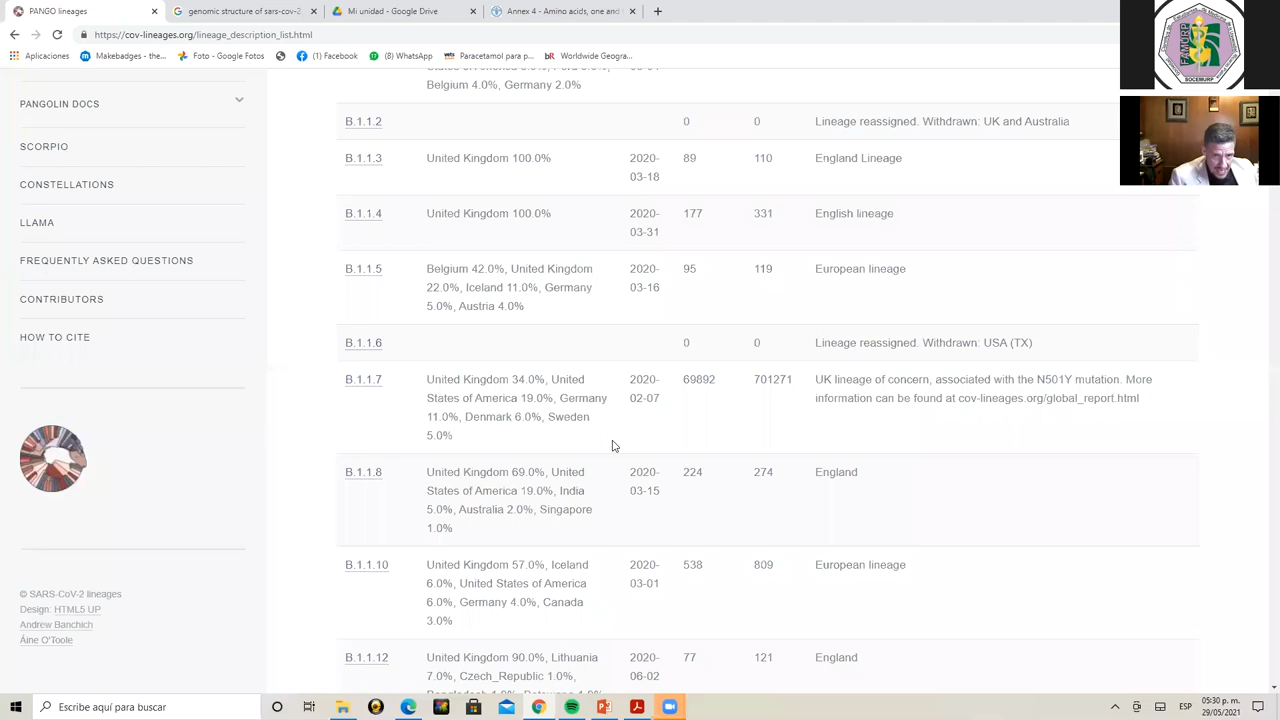 PANGO lineages
genomic structure of sars-cov-2
Mi unidad - Google Drive
Annex 4 – Amino acids, one and
https://cov-lineages.org/lineage_description_list.html
Aplicaciones
Makebadges - the...
Foto - Google Fotos
(1) Facebook
(8) WhatsApp
Paracetamol para p...
Worldwide Geogra...
PANGOLIN DOCS
SCORPIO
CONSTELLATIONS
LLAMA
FREQUENTLY ASKED QUESTIONS
CONTRIBUTORS
HOW TO CITE
© SARS-CoV-2 lineages
Design: HTML5 UP
Andrew Banchich
Áine O'Toole
Belgium 4.0%, Germany 2.0%
B.1.1.2 0 0 Lineage reassigned. Withdrawn: UK and Australia
B.1.1.3 United Kingdom 100.0% 2020- 89 110 England Lineage
03-18
B.1.1.4 United Kingdom 100.0% 2020- 177 331 English lineage
03-31
B.1.1.5 Belgium 42.0%, United Kingdom 2020- 95 119 European lineage
22.0%, Iceland 11.0%, Germany 03-16
5.0%, Austria 4.0%
B.1.1.6 0 0 Lineage reassigned. Withdrawn: USA (TX)
B.1.1.7 United Kingdom 34.0%, United 2020- 69892 701271 UK lineage of concern, associated with the N501Y mutation. More
States of America 19.0%, Germany 02-07 information can be found at cov-lineages.org/global_report.html
11.0%, Denmark 6.0%, Sweden
5.0%
B.1.1.8 United Kingdom 69.0%, United 2020- 224 274 England
States of America 19.0%, India 03-15
5.0%, Australia 2.0%, Singapore
1.0%
B.1.1.10 United Kingdom 57.0%, Iceland 2020- 538 809 European lineage
6.0%, United States of America 03-01
6.0%, Germany 4.0%, Canada
3.0%
B.1.1.12 United Kingdom 90.0%, Lithuania 2020- 77 121 England
7.0%, Czech_Republic 1.0%, 06-02
FAMURP
SOCEMURP
Escribe aquí para buscar
ESP
05:30 p. m.
29/05/2021